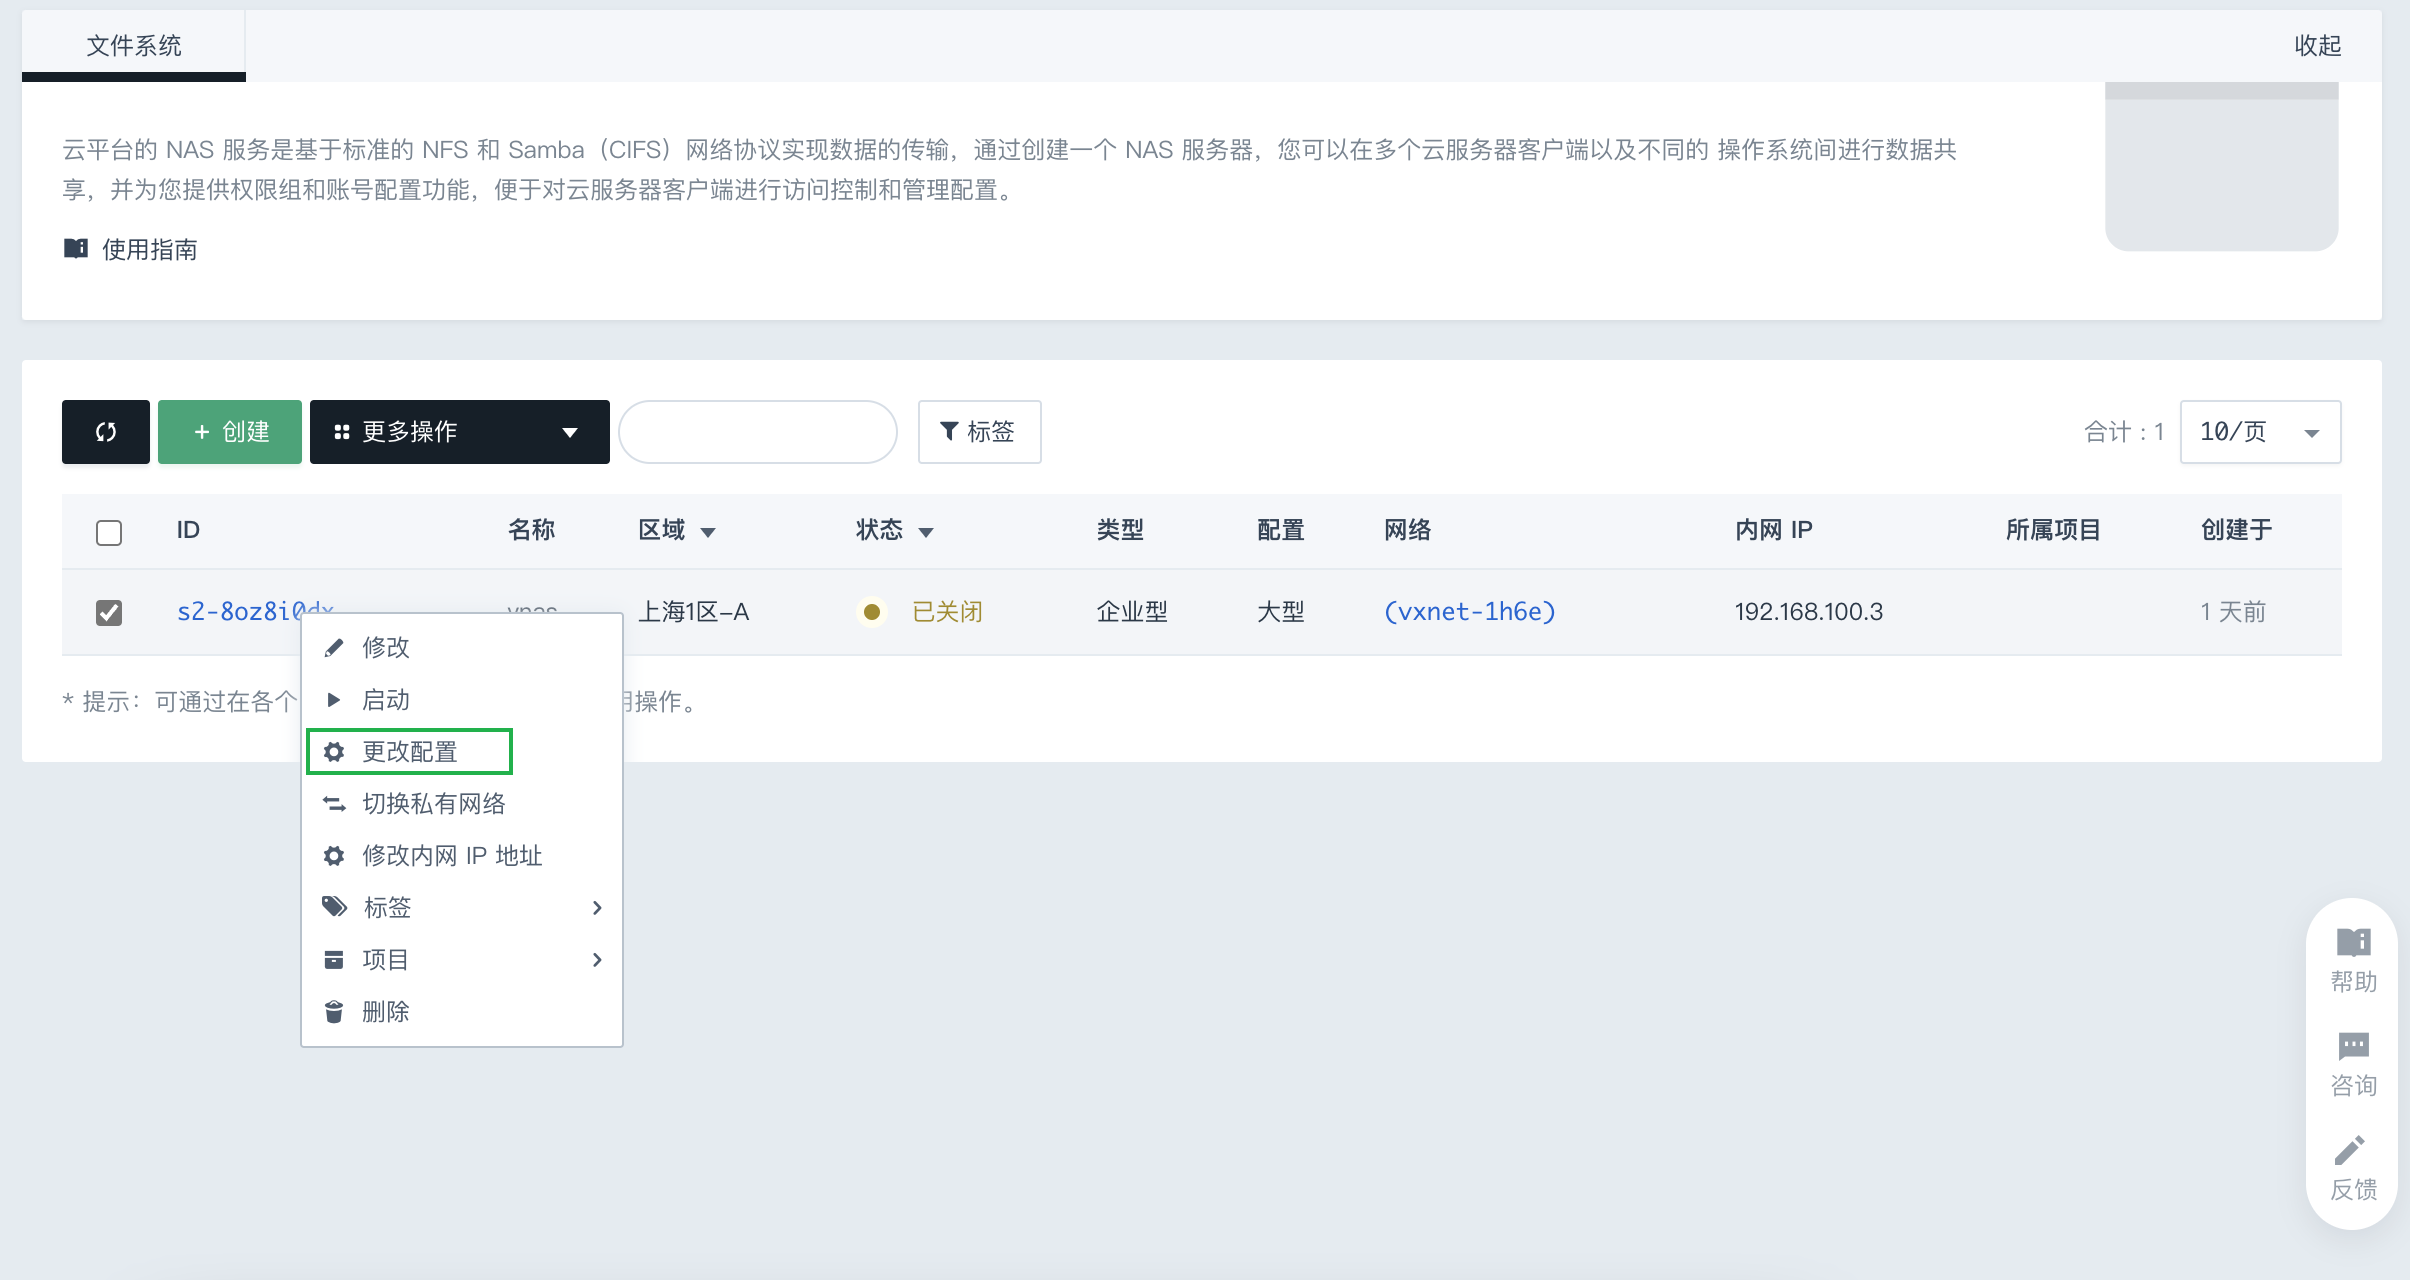 文件系统
收起
云平台的 NAS 服务是基于标准的 NFS 和 Samba（CIFS）网络协议实现数据的传输，通过创建一个 NAS 服务器，您可以在多个云服务器客户端以及不同的 操作系统间进行数据共
享，并为您提供权限组和账号配置功能，便于对云服务器客户端进行访问控制和管理配置。
使用指南
+ 创建
更多操作
标签
合计 : 1
10/页
ID 名称 区域 状态 类型 配置 网络 内网 IP 所属项目 创建于
s2-8oz8i0dx vnas 上海1区-A 已关闭 企业型 大型 (vxnet-1h6e) 192.168.100.3 1 天前
* 提示：可通过在各个 用操作。
修改
启动
更改配置
切换私有网络
修改内网 IP 地址
标签
项目
删除
帮助
咨询
反馈